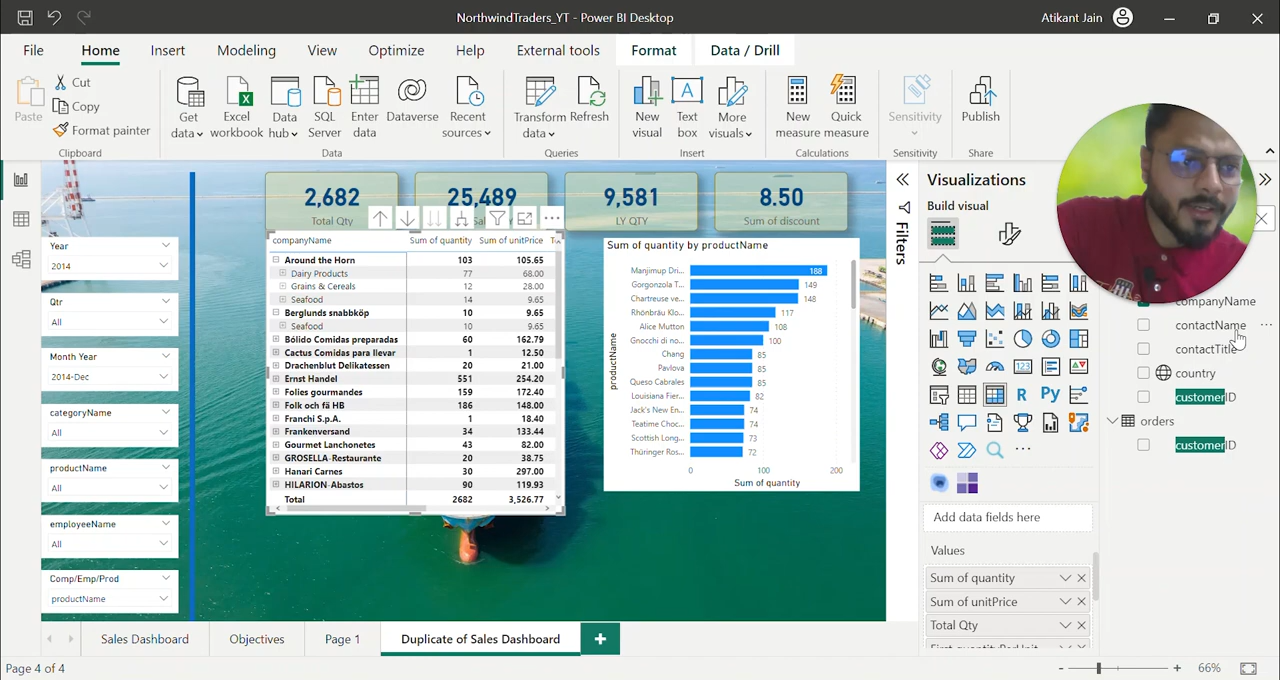 NorthwindTraders_YT - Power BI Desktop
Atikant Jain
File Home Insert Modeling View Optimize Help External tools Format Data / Drill
Paste
Cut
Copy
Format painter
Clipboard
Get data
Excel workbook
Data hub
SQL Server
Enter data
Dataverse
Recent sources
Data
Transform data
Refresh
Queries
New visual
Text box
More visuals
Insert
New measure
Quick measure
Calculations
Sensitivity
Sensitivity
Publish
Share
Year
2014
Qtr
All
Month Year
2014-Dec
categoryName
All
productName
All
employeeName
All
Comp/Emp/Prod
productName
2,682
Total Qty
25,489
9,581
LY QTY
8.50
Sum of discount
companyName Sum of quantity Sum of unitPrice
Around the Horn 103 105.65
Dairy Products 77 68.00
Grains & Cereals 12 28.00
Seafood 14 9.65
Berglunds snabbköp 10 9.65
Seafood 10 9.65
Bólido Comidas preparadas 60 162.79
Cactus Comidas para llevar 1 12.50
Drachenblut Delikatessen 20 21.00
Ernst Handel 551 254.20
Folies gourmandes 159 172.40
Folk och fä HB 186 148.00
Franchi S.p.A. 1 18.40
Frankenversand 34 133.44
Gourmet Lanchonetes 43 82.00
GROSELLA-Restaurante 20 38.75
Hanari Carnes 30 297.00
HILARION-Abastos 90 119.93
Total 2682 3,526.77
Sum of quantity by productName
productName
Manjimup Dri... 188
Gorgonzola T... 149
Chartreuse ve... 148
Rhönbräu Klo... 117
Alice Mutton 108
Gnocchi di no... 100
Chang 85
Pavlova 85
Queso Cabrales 85
Louisiana Fier... 82
Jack's New En... 74
Teatime Choc... 74
Scottish Long... 73
Thüringer Ros... 72
0 100 200
Sum of quantity
Filters
Visualizations
Build visual
123
R Py
Add data fields here
Values
Sum of quantity
Sum of unitPrice
Total Qty
companyName
contactName
contactTitle
country
customerID
orders
customerID
Sales Dashboard Objectives Page 1 Duplicate of Sales Dashboard +
Page 4 of 4
- + 66%